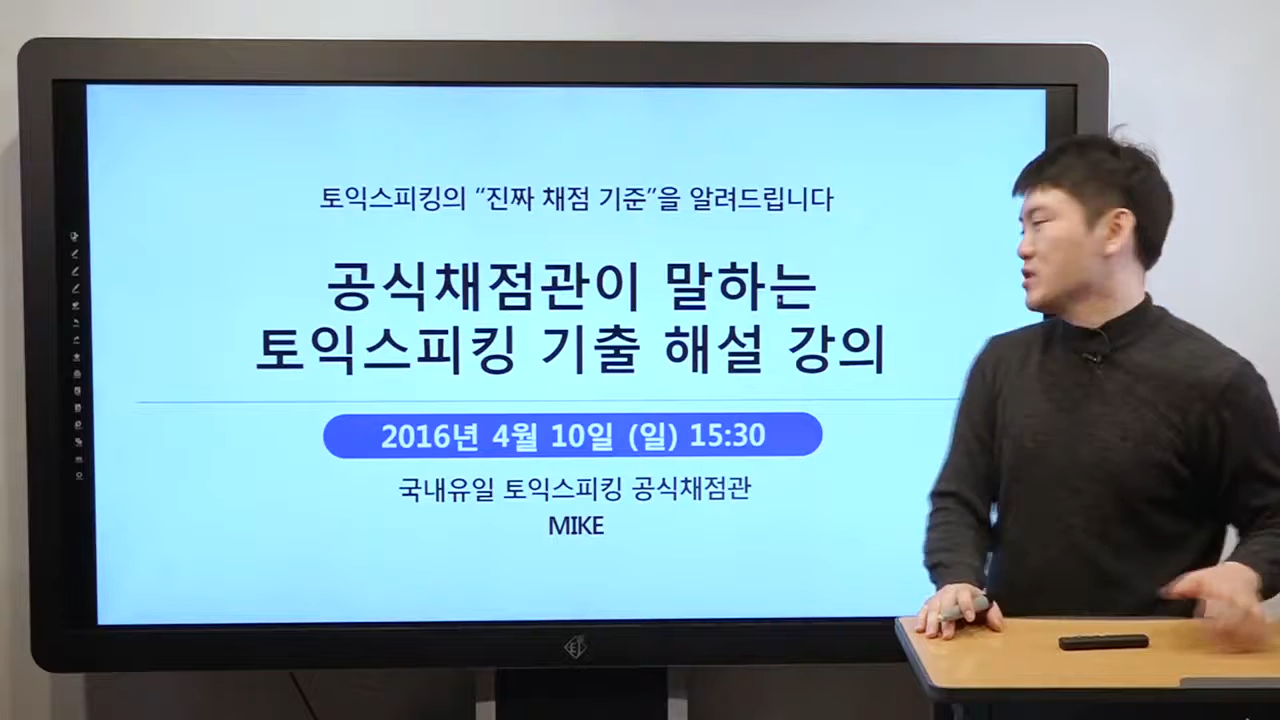 토익스피킹의 “진짜 채점 기준”을 알려드립니다
공식채점관이 말하는
토익스피킹 기출 해설 강의
2016년 4월 10일 (일) 15:30
국내유일 토익스피킹 공식채점관
MIKE